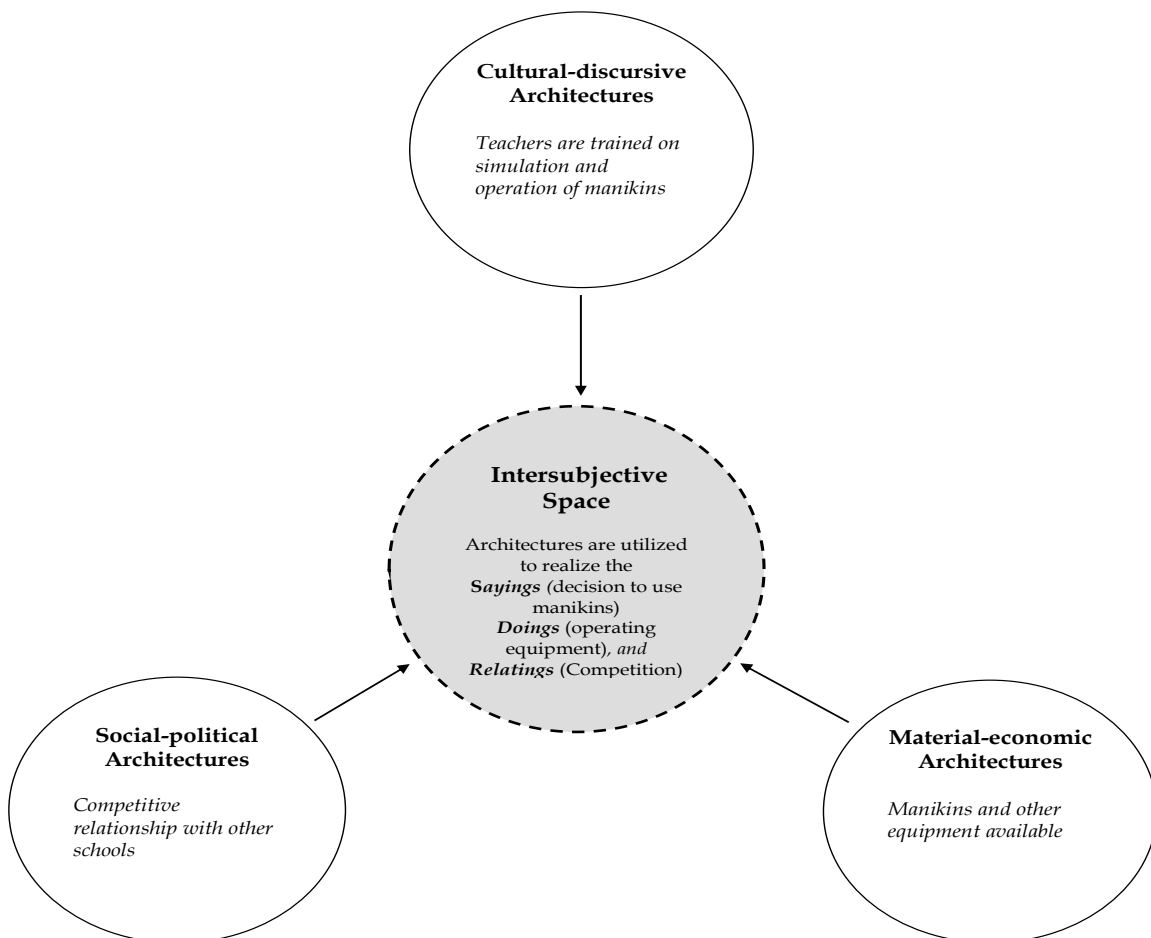 Cultural-discursive
Architectures
Teachers are trained on
simulation and
operation of manikins
Intersubjective
Space
Architectures are utilized
to realize the
Sayings (decision to use
manikins)
Doings (operating
equipment), and
Relatings (Competition)
Social-political
Architectures
Competitive
relationship with other
schools
Material-economic
Architectures
Manikins and other
equipment available